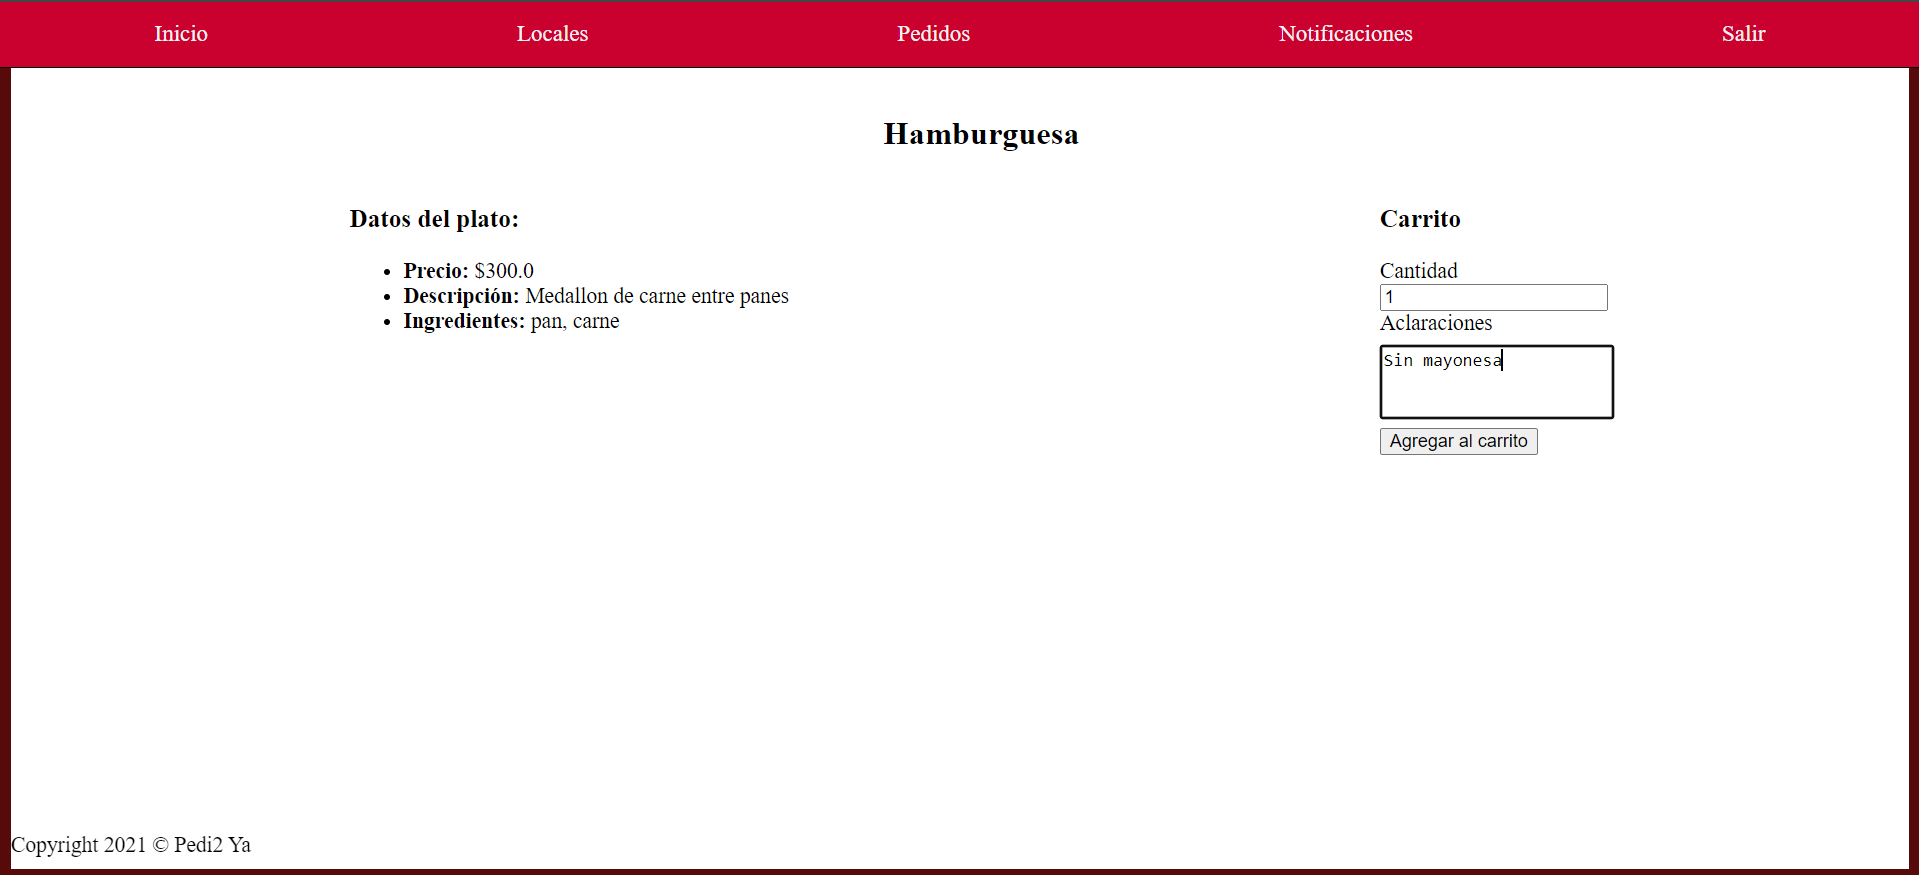 Inicio Locales Pedidos Notificaciones Salir
Hamburguesa
Datos del plato:
• Precio: $300.0
• Descripción: Medallon de carne entre panes
• Ingredientes: pan, carne
Carrito
Cantidad
1
Aclaraciones
Sin mayonesa
Agregar al carrito
Copyright 2021 © Pedi2 Ya